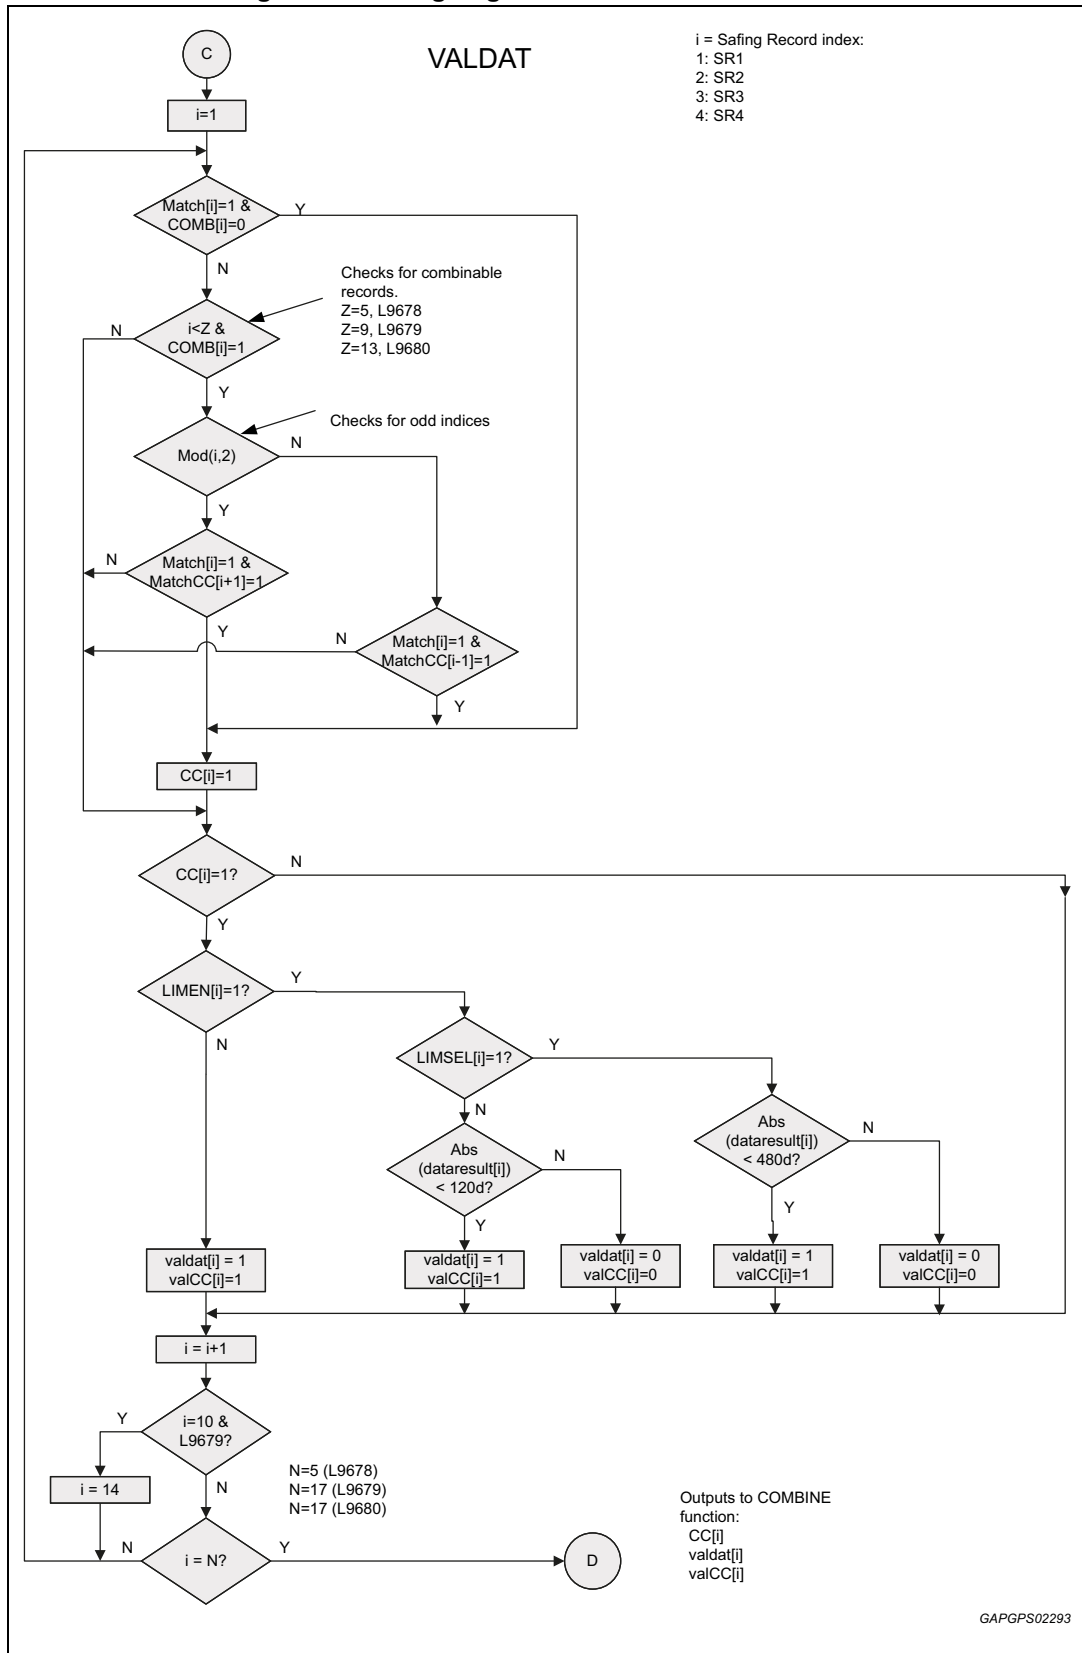 C
VALDAT
i = Safing Record index:
1: SR1
2: SR2
3: SR3
4: SR4
i=1
Match[i]=1 &
COMB[i]=0
Y
N
Checks for combinable
records.
Z=5, L9678
Z=9, L9679
Z=13, L9680
i<Z &
COMB[i]=1
N
Y
Checks for odd indices
Mod(i,2)
N
Y
Match[i]=1 &
MatchCC[i+1]=1
N
Y
Match[i]=1 &
MatchCC[i-1]=1
N
Y
CC[i]=1
CC[i]=1?
N
Y
LIMEN[i]=1?
Y
N
LIMSEL[i]=1?
Y
N
Abs
(dataresult[i])
< 120d?
N
Y
Abs
(dataresult[i])
< 480d?
N
Y
valdat[i] = 1
valCC[i]=1
valdat[i] = 1
valCC[i]=1
valdat[i] = 0
valCC[i]=0
valdat[i] = 1
valCC[i]=1
valdat[i] = 0
valCC[i]=0
i = i+1
i=10 &
L9679?
Y
N
i = 14
N=5 (L9678)
N=17 (L9679)
N=17 (L9680)
i = N?
N
Y
D
Outputs to COMBINE
function:
CC[i]
valdat[i]
valCC[i]
GAPGPS02293